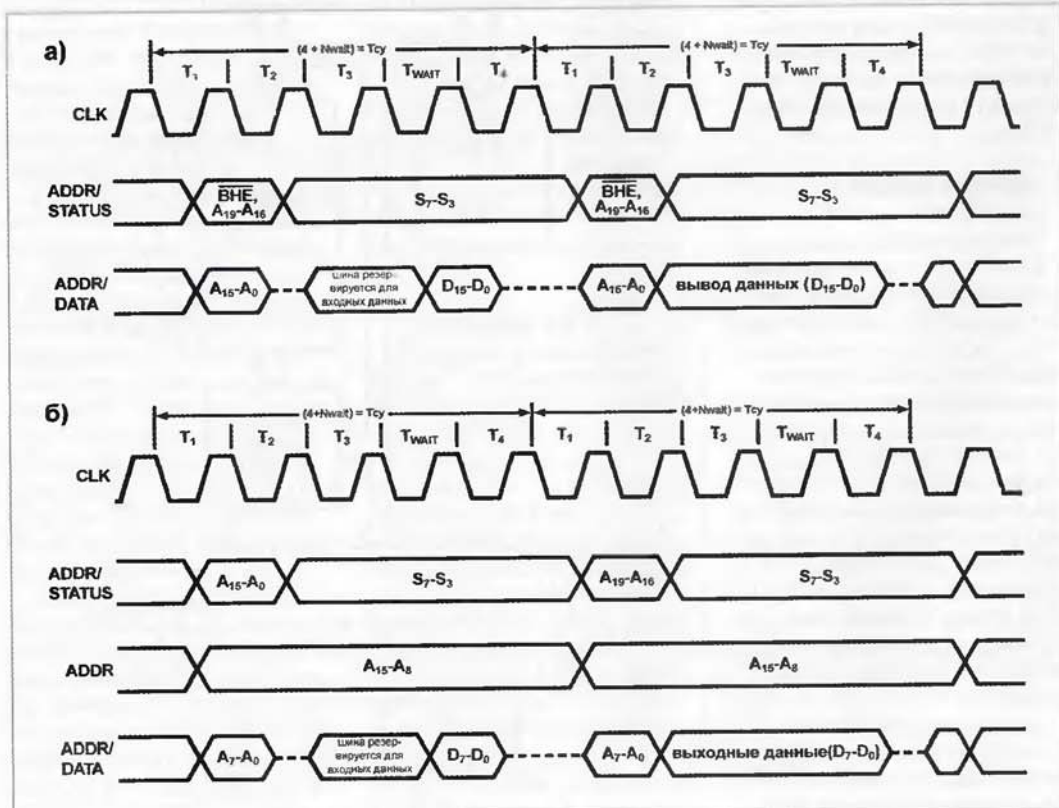 а)
(4 + Nwait) = Tcy (4 + Nwait) = Tcy
T₁ T₂ T₃ TWAIT T₄ T₁ T₂ T₃ TWAIT T₄
CLK
ADDR/
STATUS
B̅H̅E̅,
A₁₉-A₁₆
S₇-S₃
B̅H̅E̅,
A₁₉-A₁₆
S₇-S₃
ADDR/
DATA
A₁₅-A₀
шина резер-
вируется для
входных данных
D₁₅-D₀
A₁₅-A₀
вывод данных (D₁₅-D₀)
б)
(4+Nwait) = Tcy (4+Nwait) = Tcy
T₁ T₂ T₃ TWAIT T₄ T₁ T₂ T₃ TWAIT T₄
CLK
ADDR/
STATUS
A₁₅-A₀ S₇-S₃ A₁₉-A₁₆ S₇-S₃
ADDR
A₁₅-A₈ A₁₅-A₈
ADDR/
DATA
A₇-A₀
шина резер-
вируется для
входных данных
D₇-D₀
A₇-A₀
выходные данные(D₇-D₀)